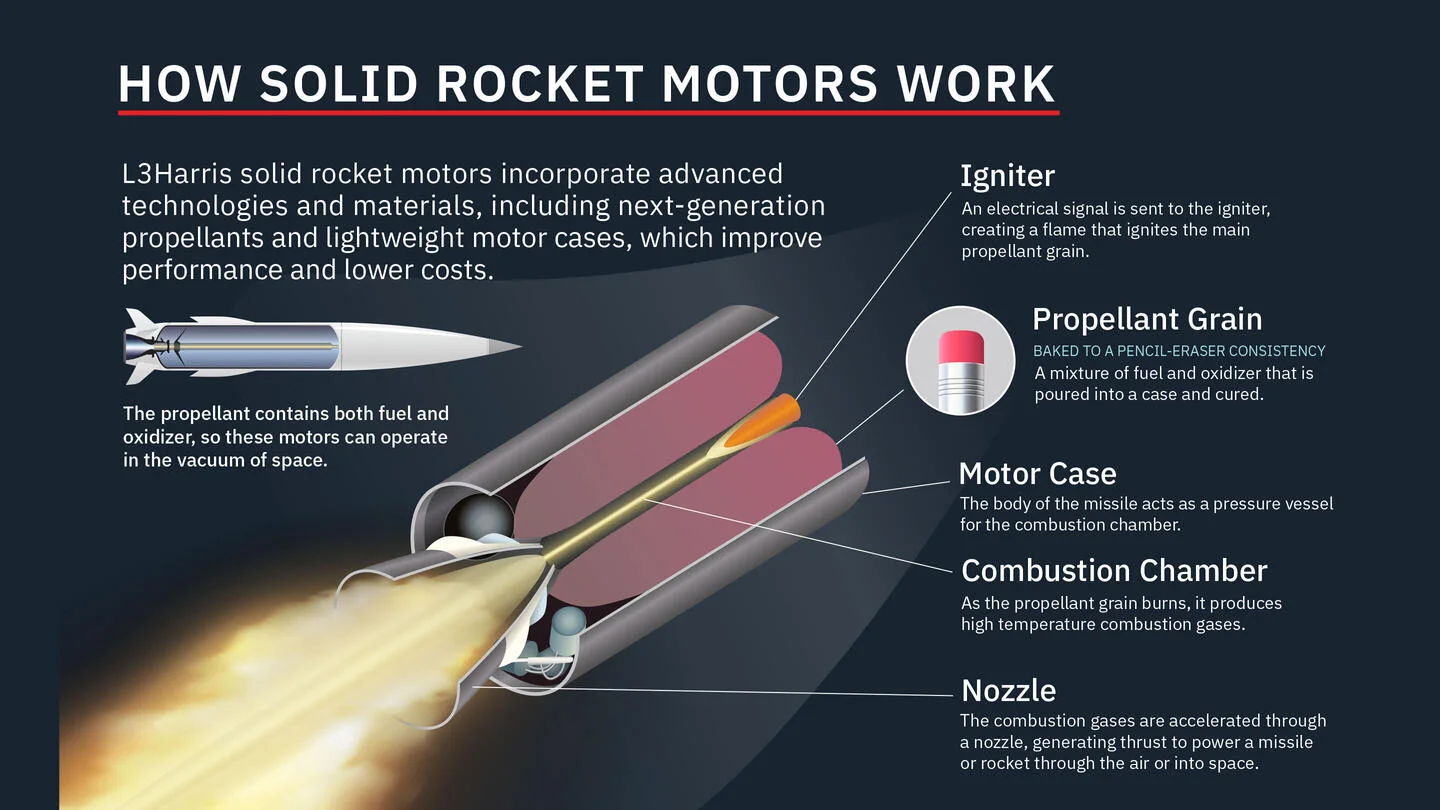 HOW SOLID ROCKET MOTORS WORK
L3Harris solid rocket motors incorporate advanced
technologies and materials, including next-generation
propellants and lightweight motor cases, which improve
performance and lower costs.
The propellant contains both fuel and
oxidizer, so these motors can operate
in the vacuum of space.
Igniter
An electrical signal is sent to the igniter,
creating a flame that ignites the main
propellant grain.
Propellant Grain
BAKED TO A PENCIL-ERASER CONSISTENCY
A mixture of fuel and oxidizer that is
poured into a case and cured.
Motor Case
The body of the missile acts as a pressure vessel
for the combustion chamber.
Combustion Chamber
As the propellant grain burns, it produces
high temperature combustion gases.
Nozzle
The combustion gases are accelerated through
a nozzle, generating thrust to power a missile
or rocket through the air or into space.